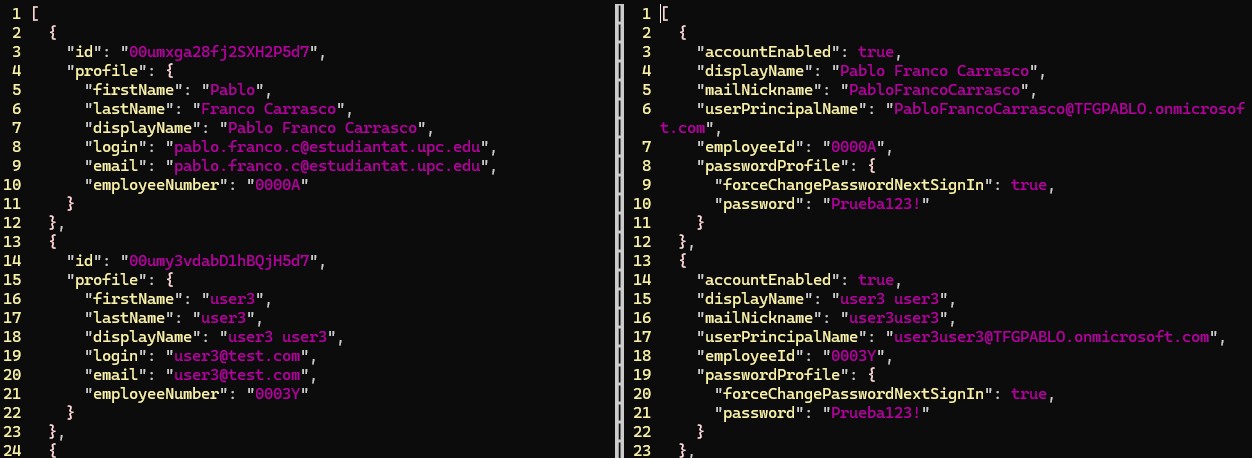 1 [
2   {
3     "id": "00umxga28fj2SXH2P5d7",
4     "profile": {
5       "firstName": "Pablo",
6       "lastName": "Franco Carrasco",
7       "displayName": "Pablo Franco Carrasco",
8       "login": "pablo.franco.c@estudiantat.upc.edu",
9       "email": "pablo.franco.c@estudiantat.upc.edu",
10       "employeeNumber": "0000A"
11     }
12   },
13   {
14     "id": "00umy3vdabD1hBQjH5d7",
15     "profile": {
16       "firstName": "user3",
17       "lastName": "user3",
18       "displayName": "user3 user3",
19       "login": "user3@test.com",
20       "email": "user3@test.com",
21       "employeeNumber": "0003Y"
22     }
23   },
24   {
1 [
2   {
3     "accountEnabled": true,
4     "displayName": "Pablo Franco Carrasco",
5     "mailNickname": "PabloFrancoCarrasco",
6     "userPrincipalName": "PabloFrancoCarrasco@TFGPABLO.onmicrosof
t.com",
7     "employeeId": "0000A",
8     "passwordProfile": {
9       "forceChangePasswordNextSignIn": true,
10       "password": "Prueba123!"
11     }
12   },
13   {
14     "accountEnabled": true,
15     "displayName": "user3 user3",
16     "mailNickname": "user3user3",
17     "userPrincipalName": "user3user3@TFGPABLO.onmicrosoft.com",
18     "employeeId": "0003Y",
19     "passwordProfile": {
20       "forceChangePasswordNextSignIn": true,
21       "password": "Prueba123!"
22     }
23   },